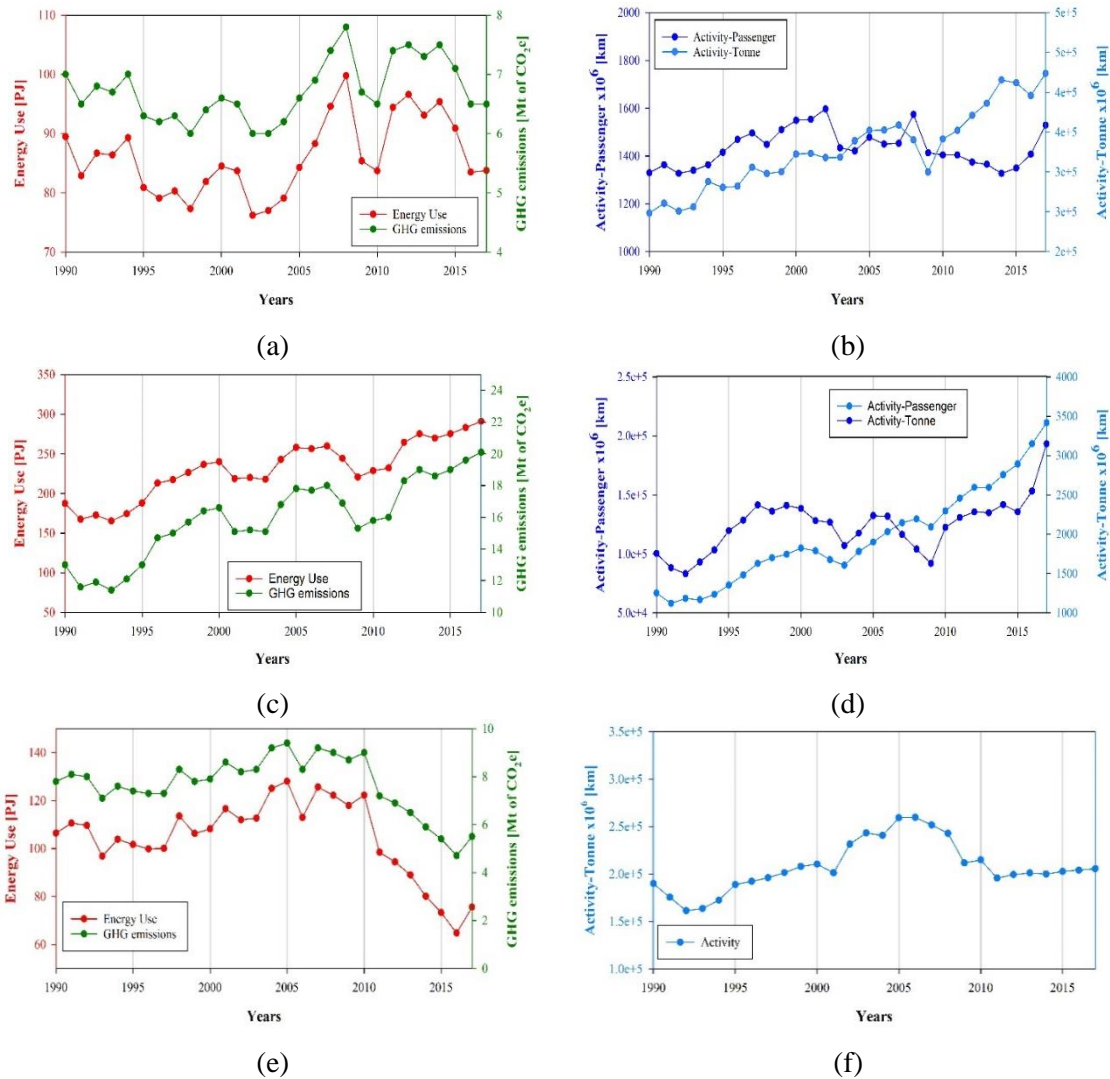 Energy Use [PJ]
110
100
90
80
70
8
7
6
5
4
GHG emissions [Mt of CO2e]
Energy Use
GHG emissions
1990 1995 2000 2005 2010 2015
Years
(a)
Activity-Passenger x10^6 [km]
2000
1800
1600
1400
1200
1000
5e+5
5e+5
4e+5
4e+5
3e+5
3e+5
2e+5
Activity-Tonne x10^6 [km]
Activity-Passenger
Activity-Tonne
1990 1995 2000 2005 2010 2015
Years
(b)
Energy Use [PJ]
350
300
250
200
150
100
50
24
22
20
18
16
14
12
10
GHG emissions [Mt of CO2e]
Energy Use
GHG emissions
1990 1995 2000 2005 2010 2015
Years
(c)
Activity-Passenger x10^6 [km]
2.5e+5
2.0e+5
1.5e+5
1.0e+5
5.0e+4
4000
3500
3000
2500
2000
1500
1000
Activity-Tonne x10^6 [km]
Activity-Passenger
Activity-Tonne
1990 1995 2000 2005 2010 2015
Years
(d)
Energy Use [PJ]
140
120
100
80
60
10
8
6
4
2
0
GHG emissions [Mt of CO2e]
Energy Use
GHG emissions
1990 1995 2000 2005 2010 2015
Years
(e)
Activity-Tonne x10^6 [km]
3.5e+5
3.0e+5
2.5e+5
2.0e+5
1.5e+5
1.0e+5
Activity
1990 1995 2000 2005 2010 2015
Years
(f)